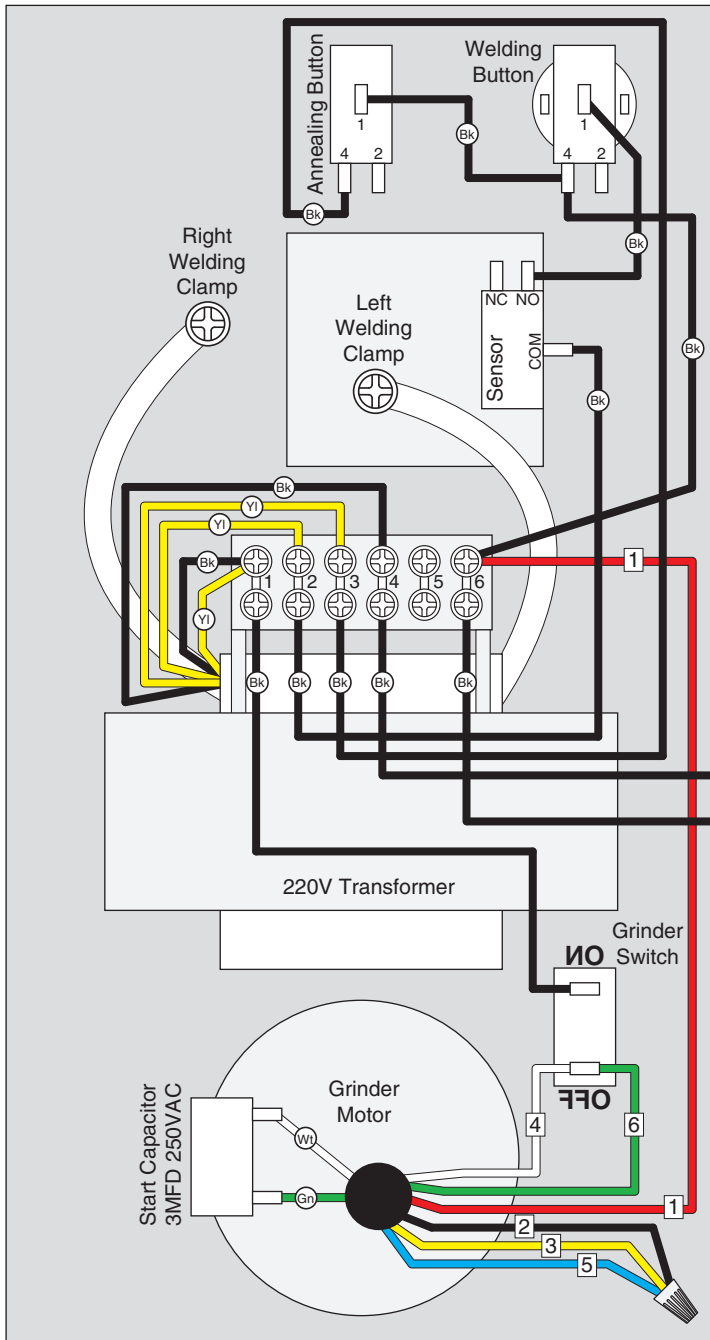 Annealing Button
Welding
Button
1
1
4 2
4 2
Bk
Bk
Bk
Right
Welding
Clamp
Left
Welding
Clamp
NC NO
COM
Sensor
Bk
Bk
Bk
Yl
Yl
Bk
Yl
1 2 3 4 5 6
1
Bk Bk Bk Bk Bk
220V Transformer
Grinder
Switch
ON
OFF
Start Capacitor
3MFD 250VAC
Grinder
Motor
Wt
Gn
4
6
1
2
3
5